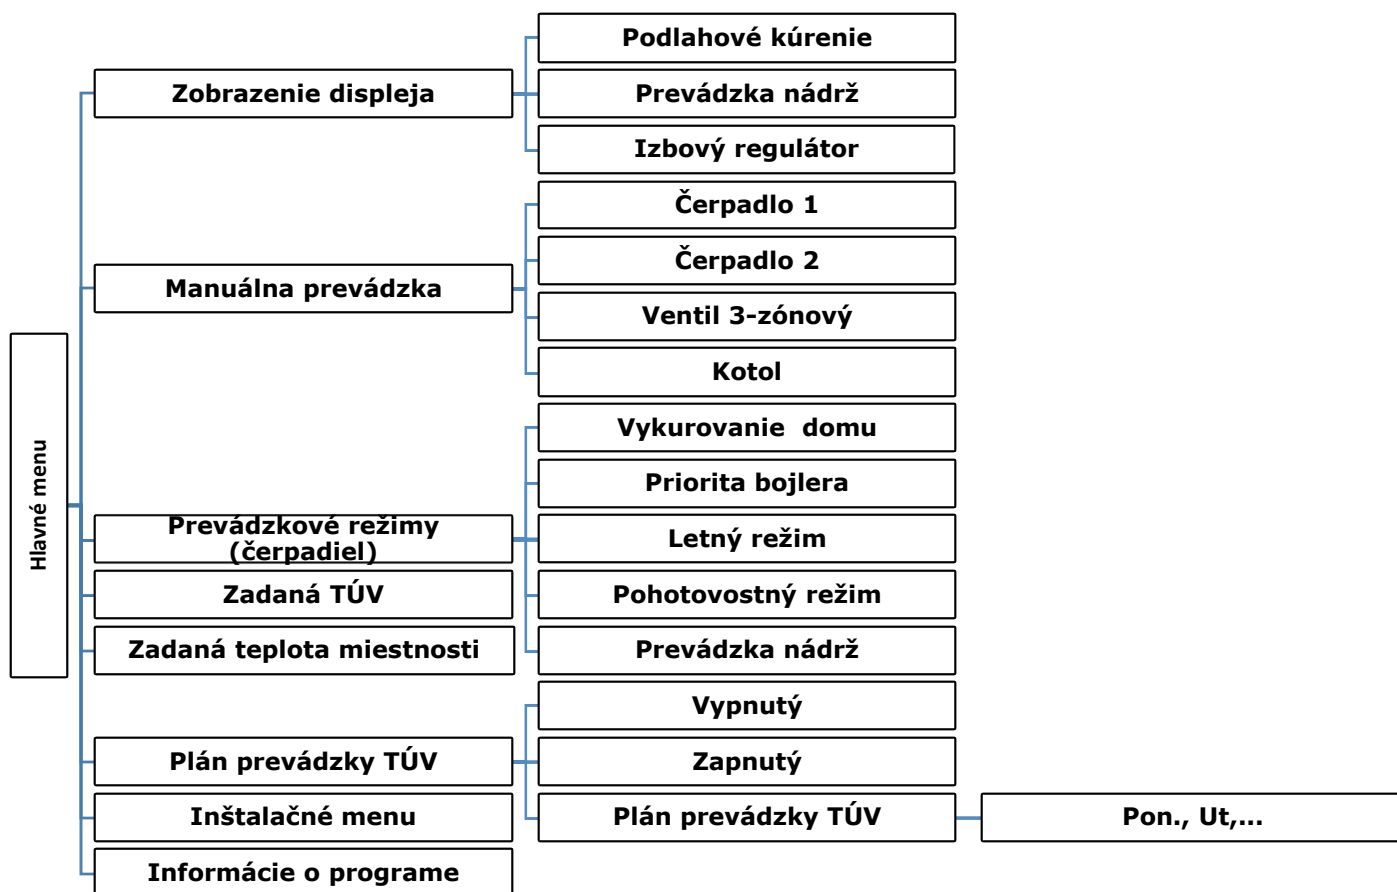 Hlavné menu
Zobrazenie displeja
Podlahové kúrenie
Prevádzka nádrž
Izbový regulátor
Manuálna prevádzka
Čerpadlo 1
Čerpadlo 2
Ventil 3-zónový
Kotol
Prevádzkové režimy
(čerpadiel)
Vykurovanie  domu
Priorita bojlera
Letný režim
Pohotovostný režim
Prevádzka nádrž
Zadaná TÚV
Zadaná teplota miestnosti
Plán prevádzky TÚV
Vypnutý
Zapnutý
Plán prevádzky TÚV
Pon., Ut,...
Inštalačné menu
Informácie o programe